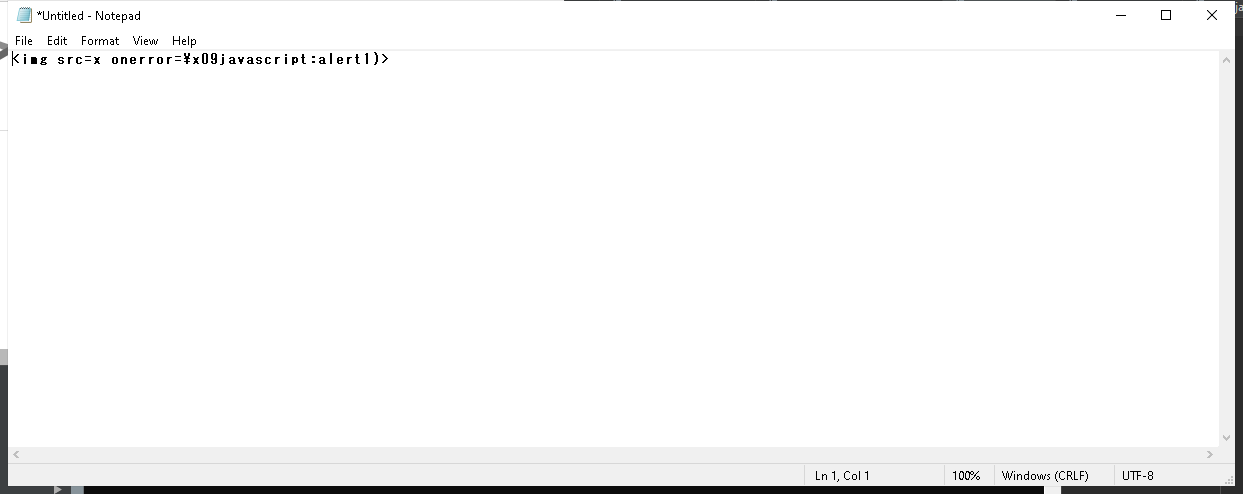 *Untitled - Notepad
File Edit Format View Help
<img src=x onerror=¥x09javascript:alert1)>
Ln 1, Col 1 100% Windows (CRLF) UTF-8